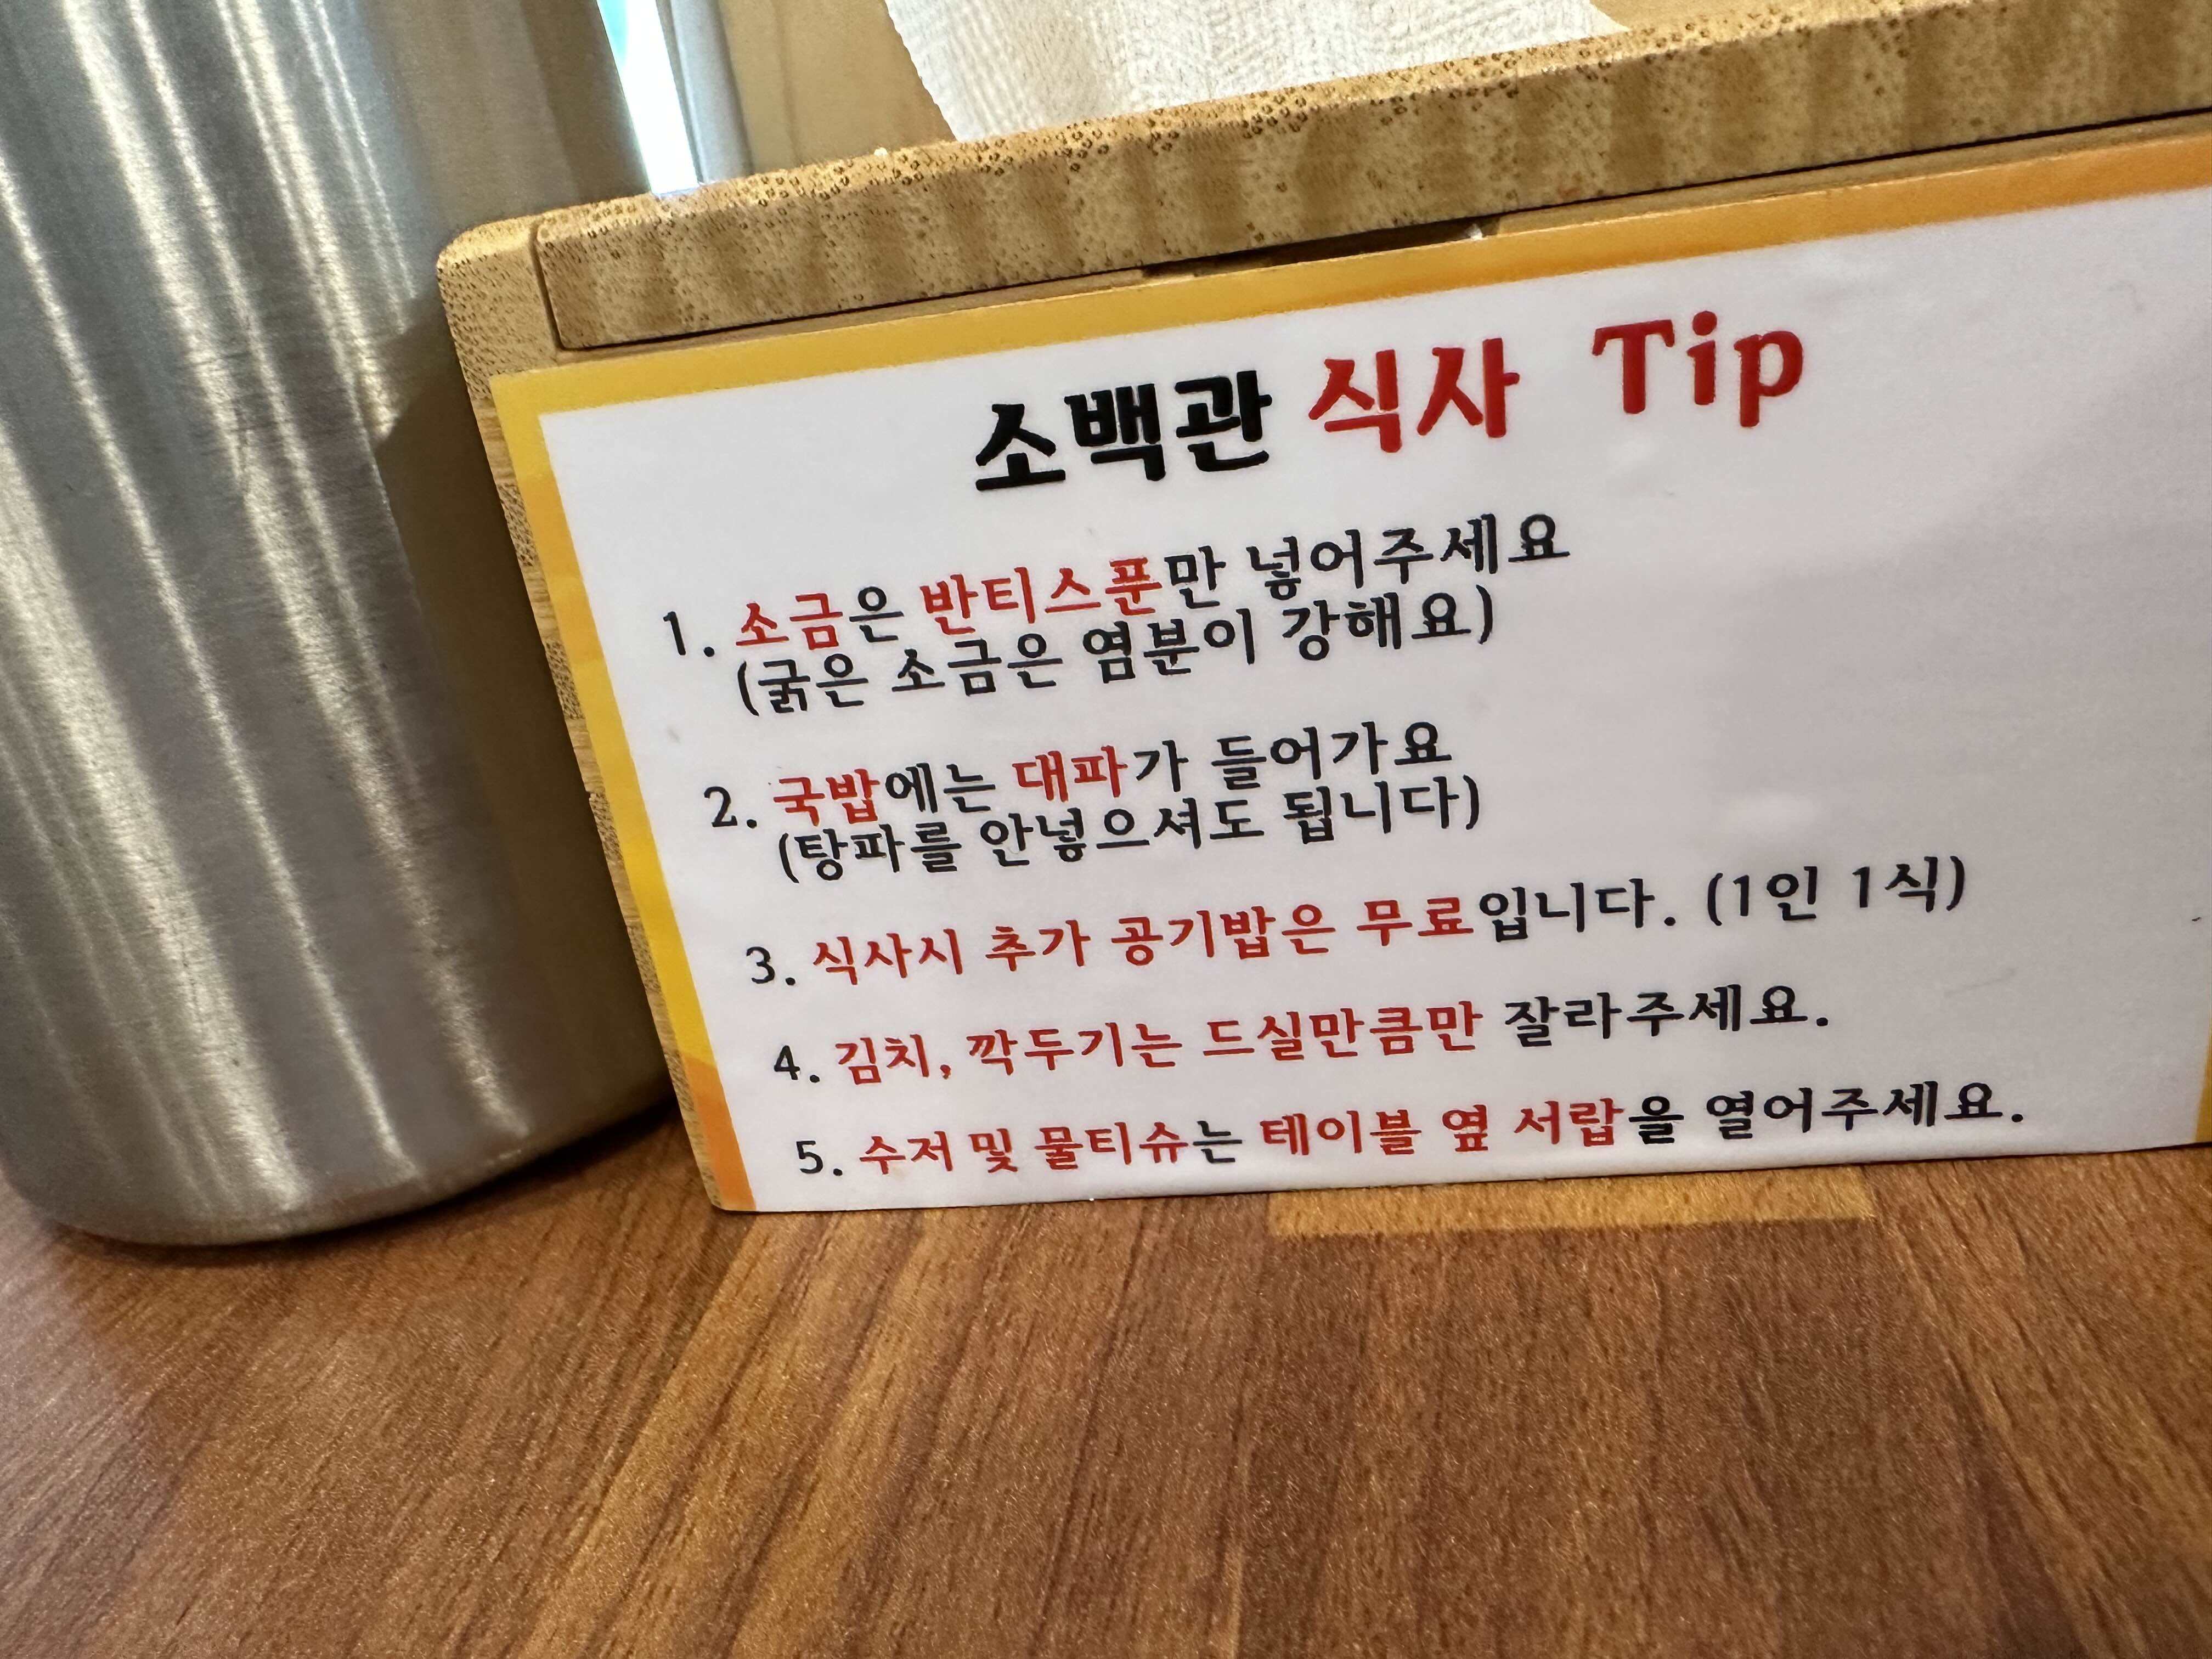 소백관 식사 Tip
1. 소금은 반티스푼만 넣어주세요
(굵은 소금은 염분이 강해요)
2. 국밥에는 대파가 들어가요
(탕파를 안넣으셔도 됩니다)
3. 식사시 추가 공기밥은 무료입니다. (1인 1식)
4. 김치, 깍두기는 드실만큼만 잘라주세요.
5. 수저 및 물티슈는 테이블 옆 서랍을 열어주세요.